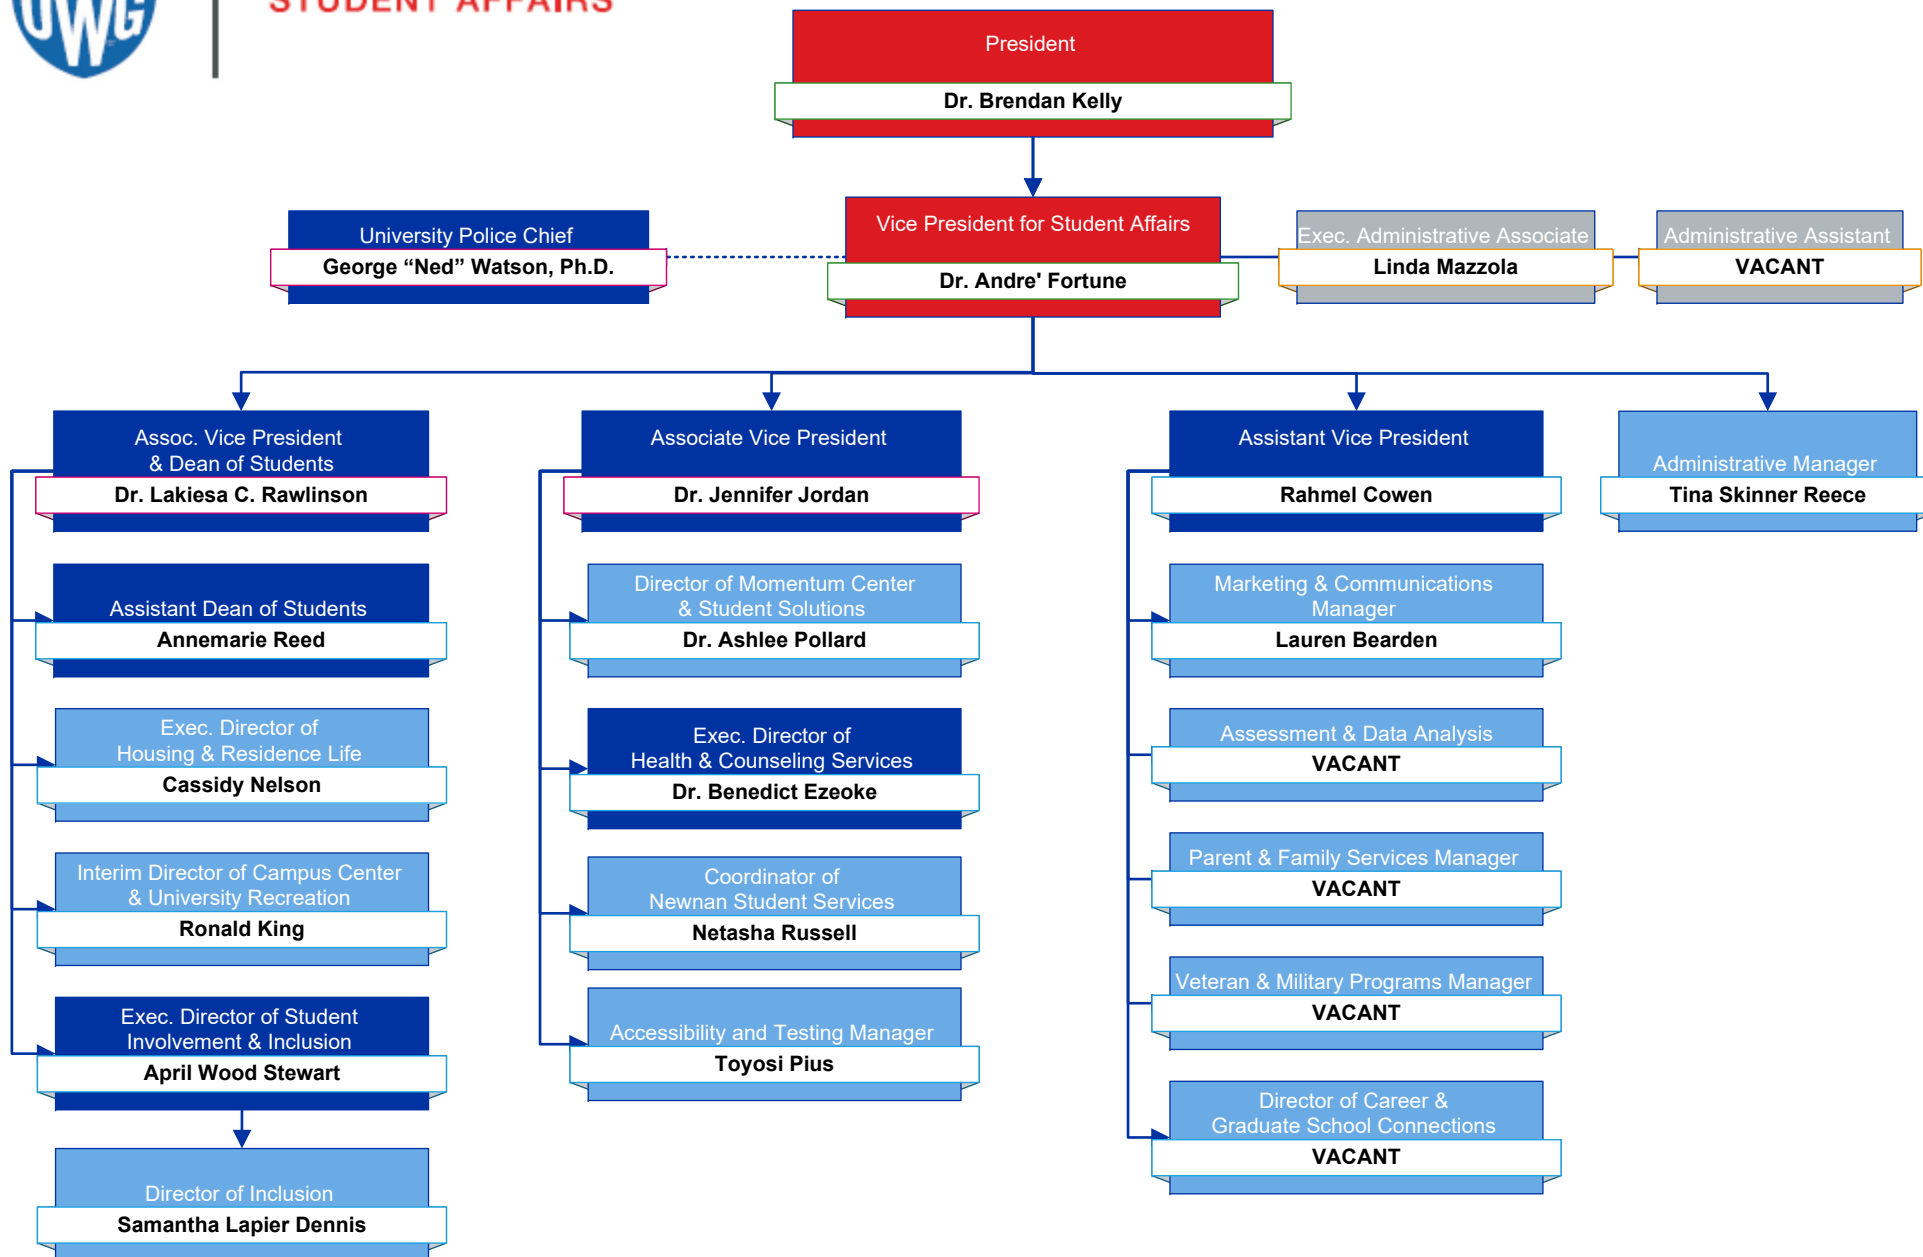 UWG
STUDENT AFFAIRS
President
Dr. Brendan Kelly
University Police Chief
George “Ned” Watson, Ph.D.
Vice President for Student Affairs
Dr. Andre' Fortune
Exec. Administrative Associate
Linda Mazzola
Administrative Assistant
VACANT
Assoc. Vice President
& Dean of Students
Dr. Lakiesa C. Rawlinson
Assistant Dean of Students
Annemarie Reed
Exec. Director of
Housing & Residence Life
Cassidy Nelson
Interim Director of Campus Center
& University Recreation
Ronald King
Exec. Director of Student
Involvement & Inclusion
April Wood Stewart
Director of Inclusion
Samantha Lapier Dennis
Associate Vice President
Dr. Jennifer Jordan
Director of Momentum Center
& Student Solutions
Dr. Ashlee Pollard
Exec. Director of
Health & Counseling Services
Dr. Benedict Ezeoke
Coordinator of
Newnan Student Services
Netasha Russell
Accessibility and Testing Manager
Toyosi Pius
Assistant Vice President
Rahmel Cowen
Marketing & Communications
Manager
Lauren Bearden
Assessment & Data Analysis
VACANT
Parent & Family Services Manager
VACANT
Veteran & Military Programs Manager
VACANT
Director of Career &
Graduate School Connections
VACANT
Administrative Manager
Tina Skinner Reece